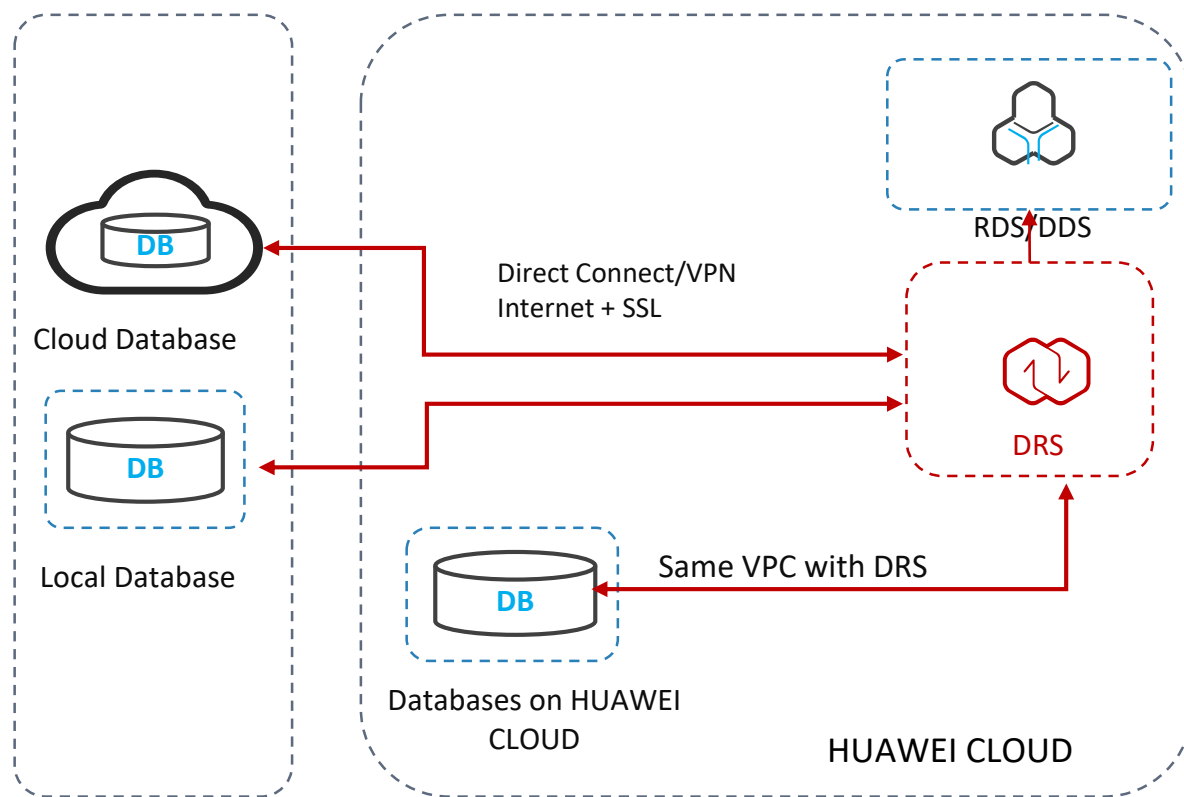 RDS/DDS
DB
Direct Connect/VPN
Internet + SSL
Cloud Database
DRS
DB
Local Database
Same VPC with DRS
DB
Databases on HUAWEI
CLOUD
HUAWEI CLOUD